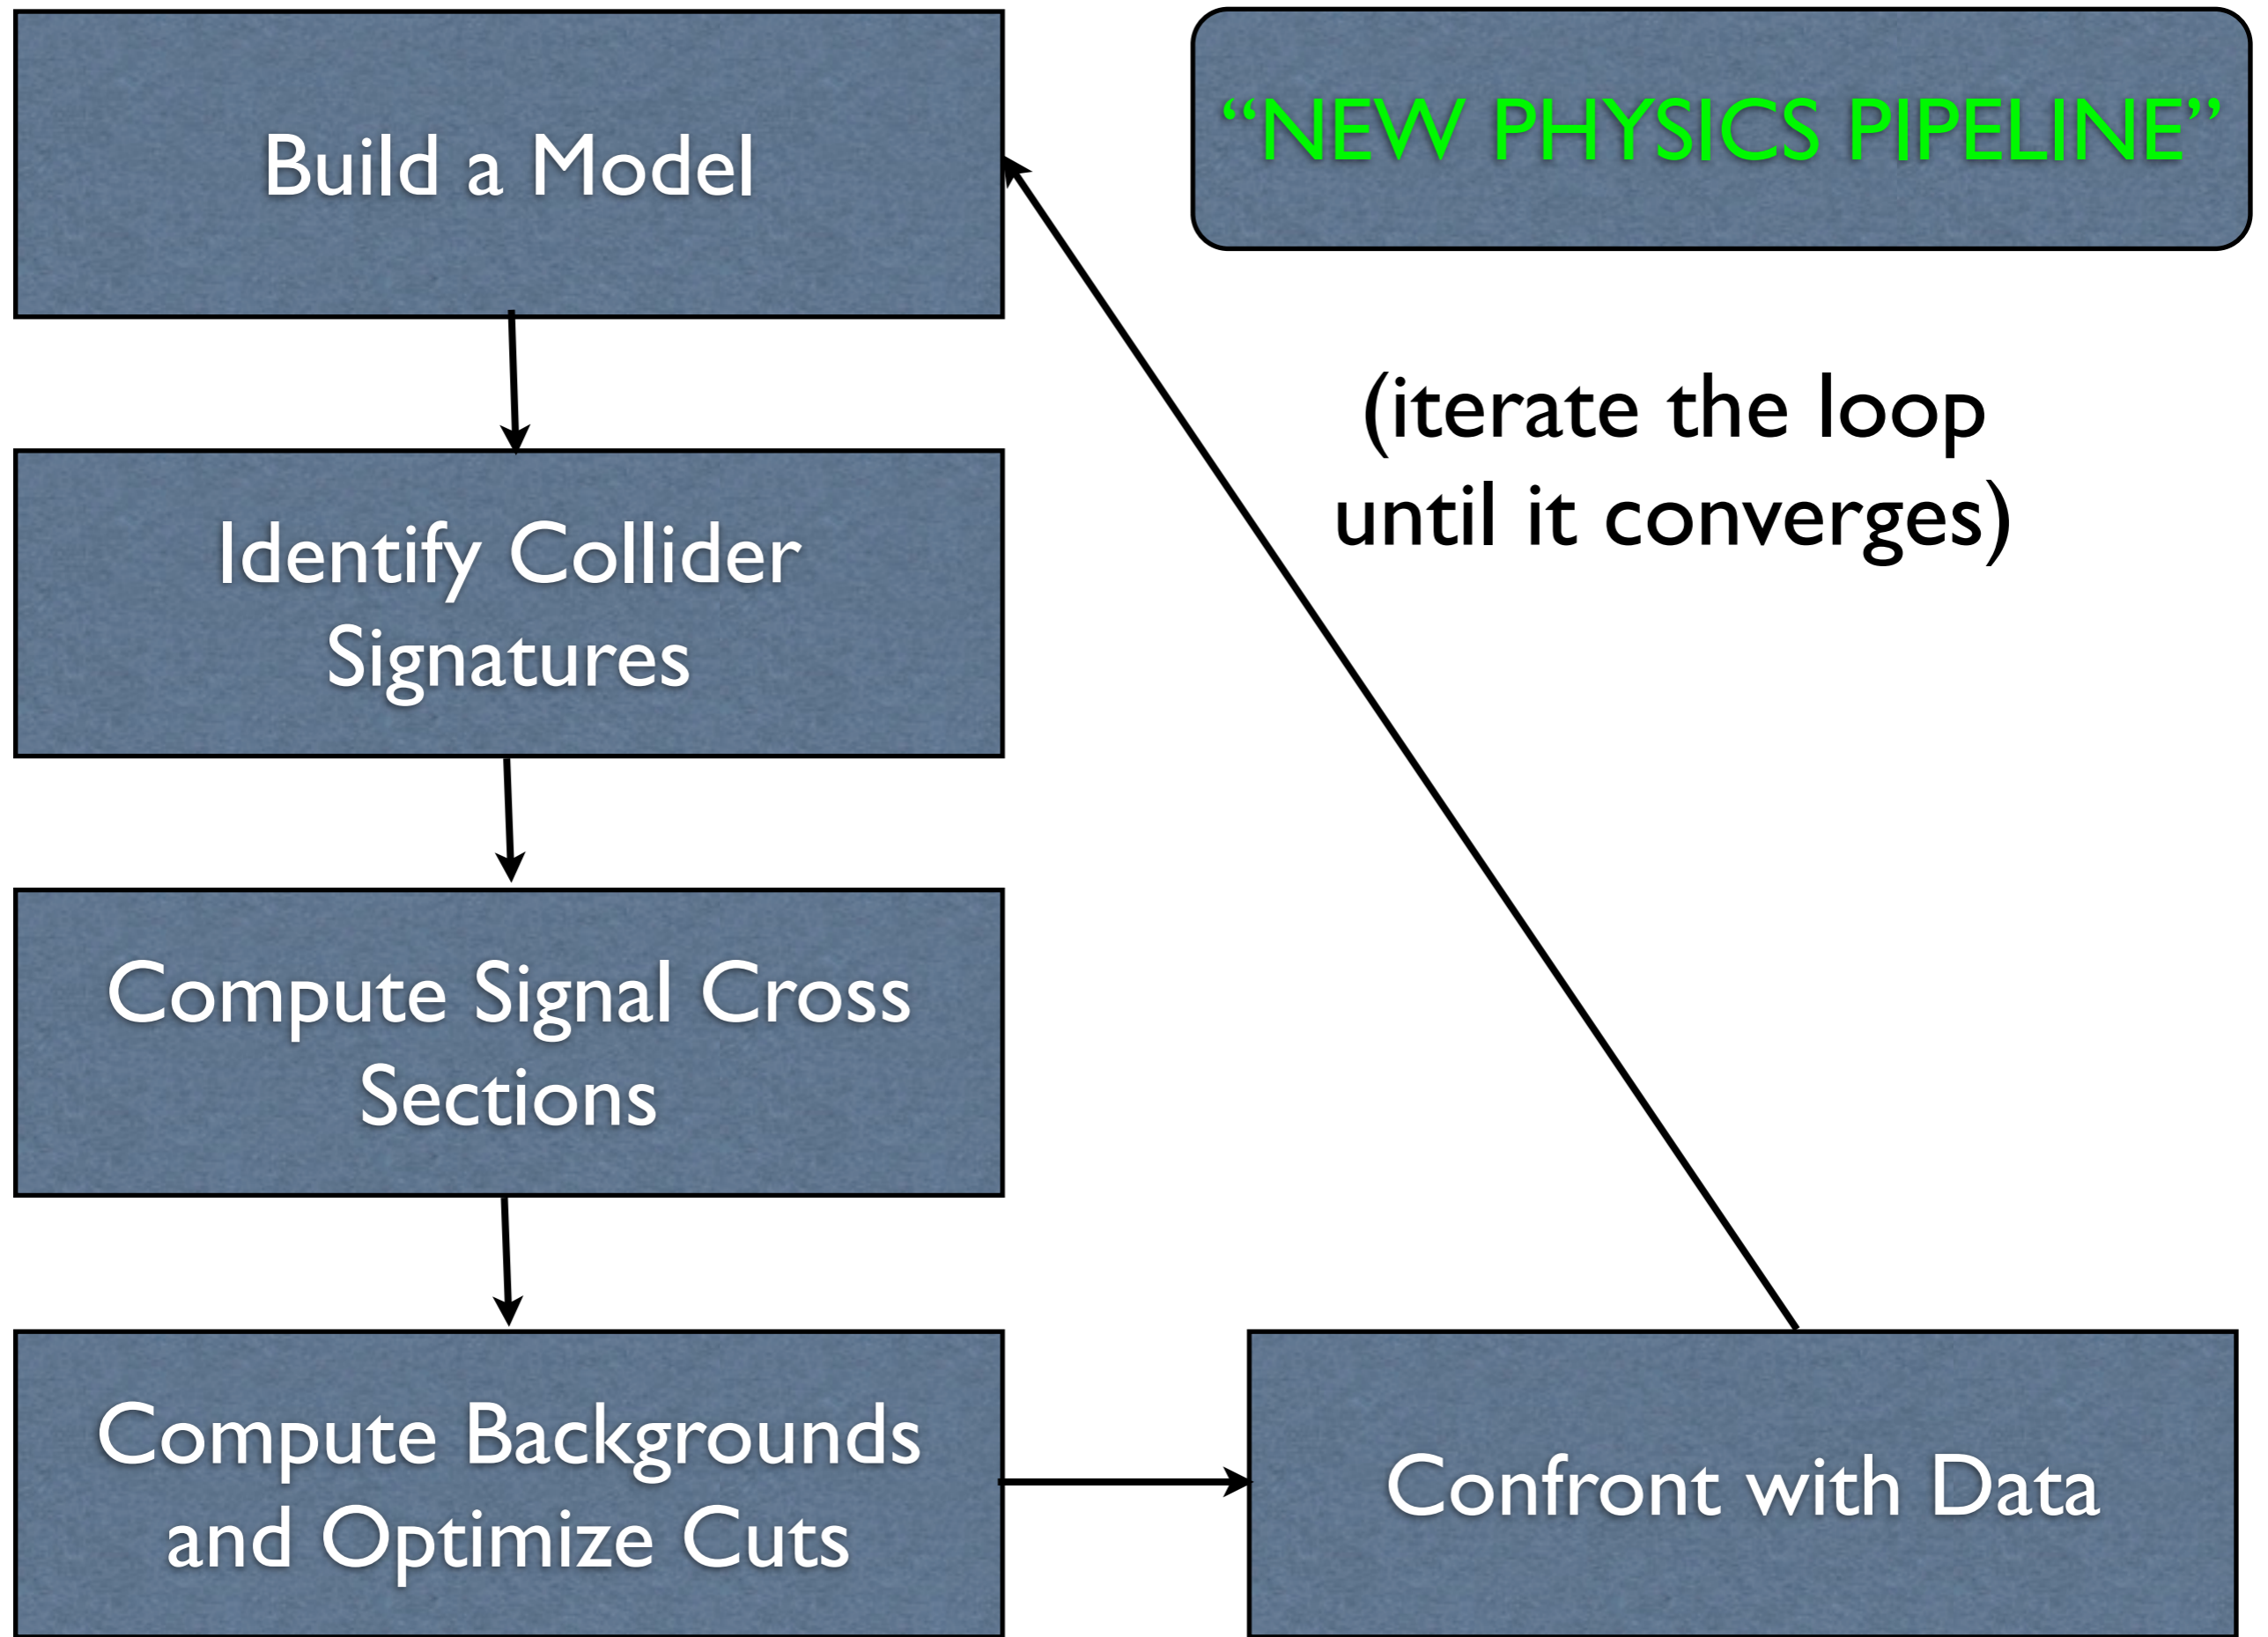 Build a Model
“NEW PHYSICS PIPELINE”
(iterate the loop
until it converges)
Identify Collider
Signatures
Compute Signal Cross
Sections
Compute Backgrounds
and Optimize Cuts
Confront with Data